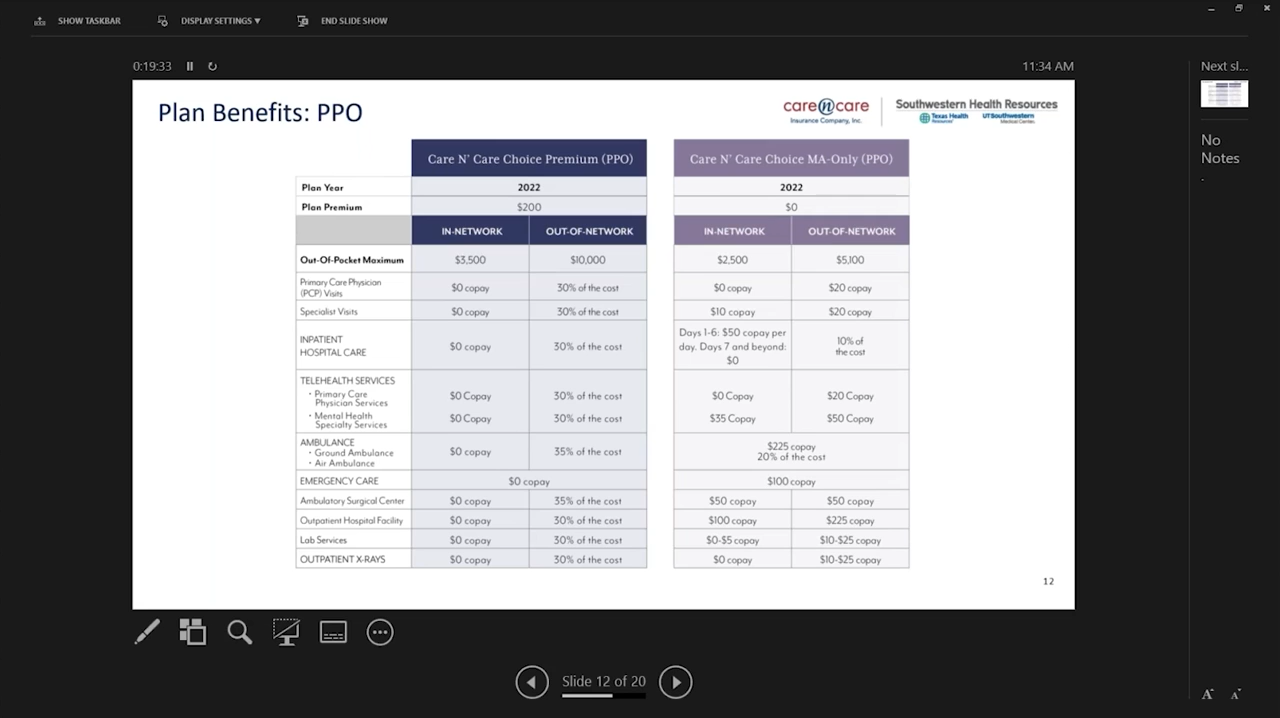 SHOW TASKBAR
DISPLAY SETTINGS ▼
END SLIDE SHOW
0:19:33
11:34 AM
Next sl...
No
Notes
.
Plan Benefits: PPO
care n care
Insurance Company, Inc.
Southwestern Health Resources
Texas Health
Resources
UTSouthwestern
Medical Center
Care N' Care Choice Premium (PPO)
Care N' Care Choice MA-Only (PPO)
Plan Year
2022
2022
Plan Premium
$200
$0
IN-NETWORK
OUT-OF-NETWORK
IN-NETWORK
OUT-OF-NETWORK
Out-Of-Pocket Maximum
$3,500
$10,000
$2,500
$5,100
Primary Care Physician
(PCP) Visits
$0 copay
30% of the cost
$0 copay
$20 copay
Specialist Visits
$0 copay
30% of the cost
$10 copay
$20 copay
INPATIENT
HOSPITAL CARE
$0 copay
30% of the cost
Days 1-6: $50 copay per
day. Days 7 and beyond:
$0
10% of
the cost
TELEHEALTH SERVICES
• Primary Care
Physician Services
$0 Copay
30% of the cost
$0 Copay
$20 Copay
• Mental Health
Specialty Services
$0 Copay
30% of the cost
$35 Copay
$50 Copay
AMBULANCE
• Ground Ambulance
• Air Ambulance
$0 copay
35% of the cost
$225 copay
20% of the cost
EMERGENCY CARE
$0 copay
$100 copay
Ambulatory Surgical Center
$0 copay
35% of the cost
$50 copay
$50 copay
Outpatient Hospital Facility
$0 copay
30% of the cost
$100 copay
$225 copay
Lab Services
$0 copay
30% of the cost
$0-$5 copay
$10-$25 copay
OUTPATIENT X-RAYS
$0 copay
30% of the cost
$0 copay
$10-$25 copay
12
Slide 12 of 20
A A